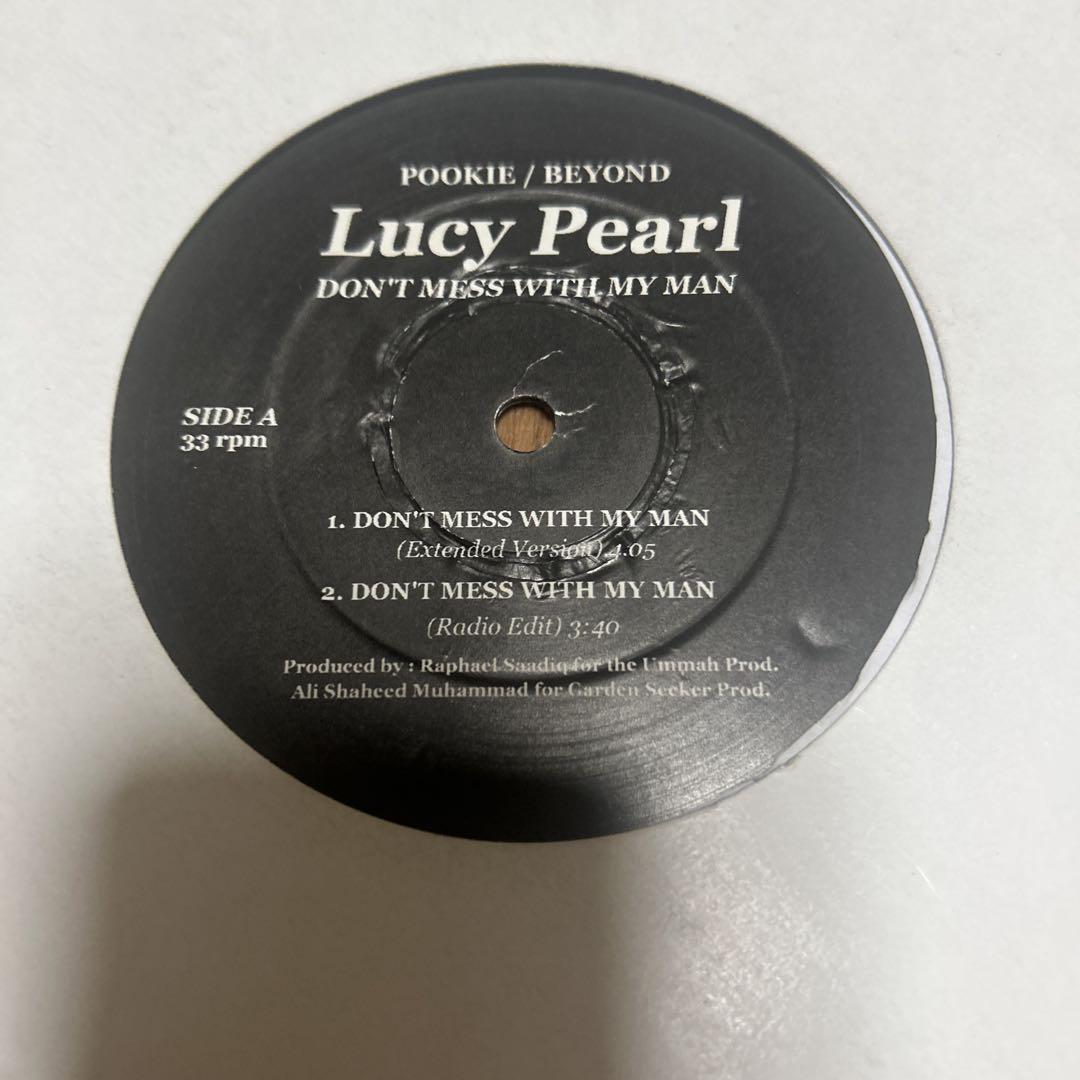 POOKIE / BEYOND
Lucy Pearl
DON'T MESS WITH MY MAN
SIDE A
33 rpm
1. DON'T MESS WITH MY MAN
(Extended Version) 4:05
2. DON'T MESS WITH MY MAN
(Radio Edit) 3:40
Produced by : Raphael Saadiq for the Ummah Prod.
Ali Shaheed Muhammad for Garden Seeker Prod.